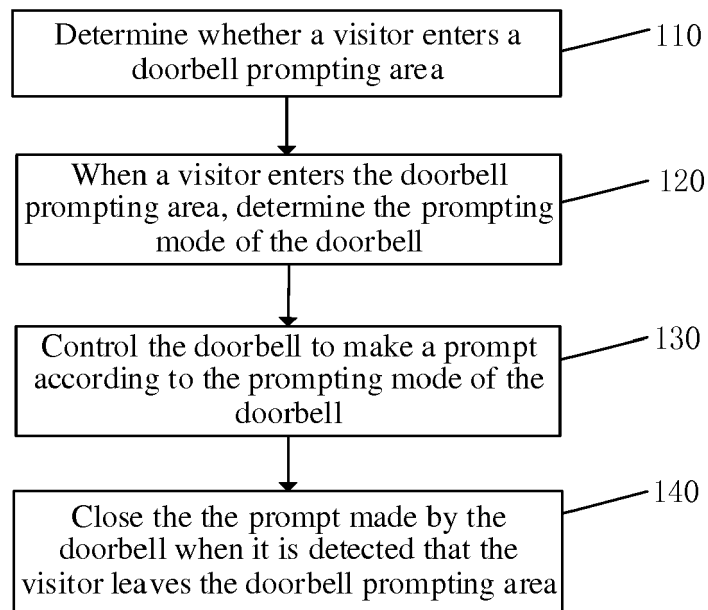 Determine whether a visitor enters a
doorbell prompting area
110
When a visitor enters the doorbell
prompting area, determine the prompting
mode of the doorbell
120
Control the doorbell to make a prompt
according to the prompting mode of the
doorbell
130
Close the the prompt made by the
doorbell when it is detected that the
visitor leaves the doorbell prompting area
140